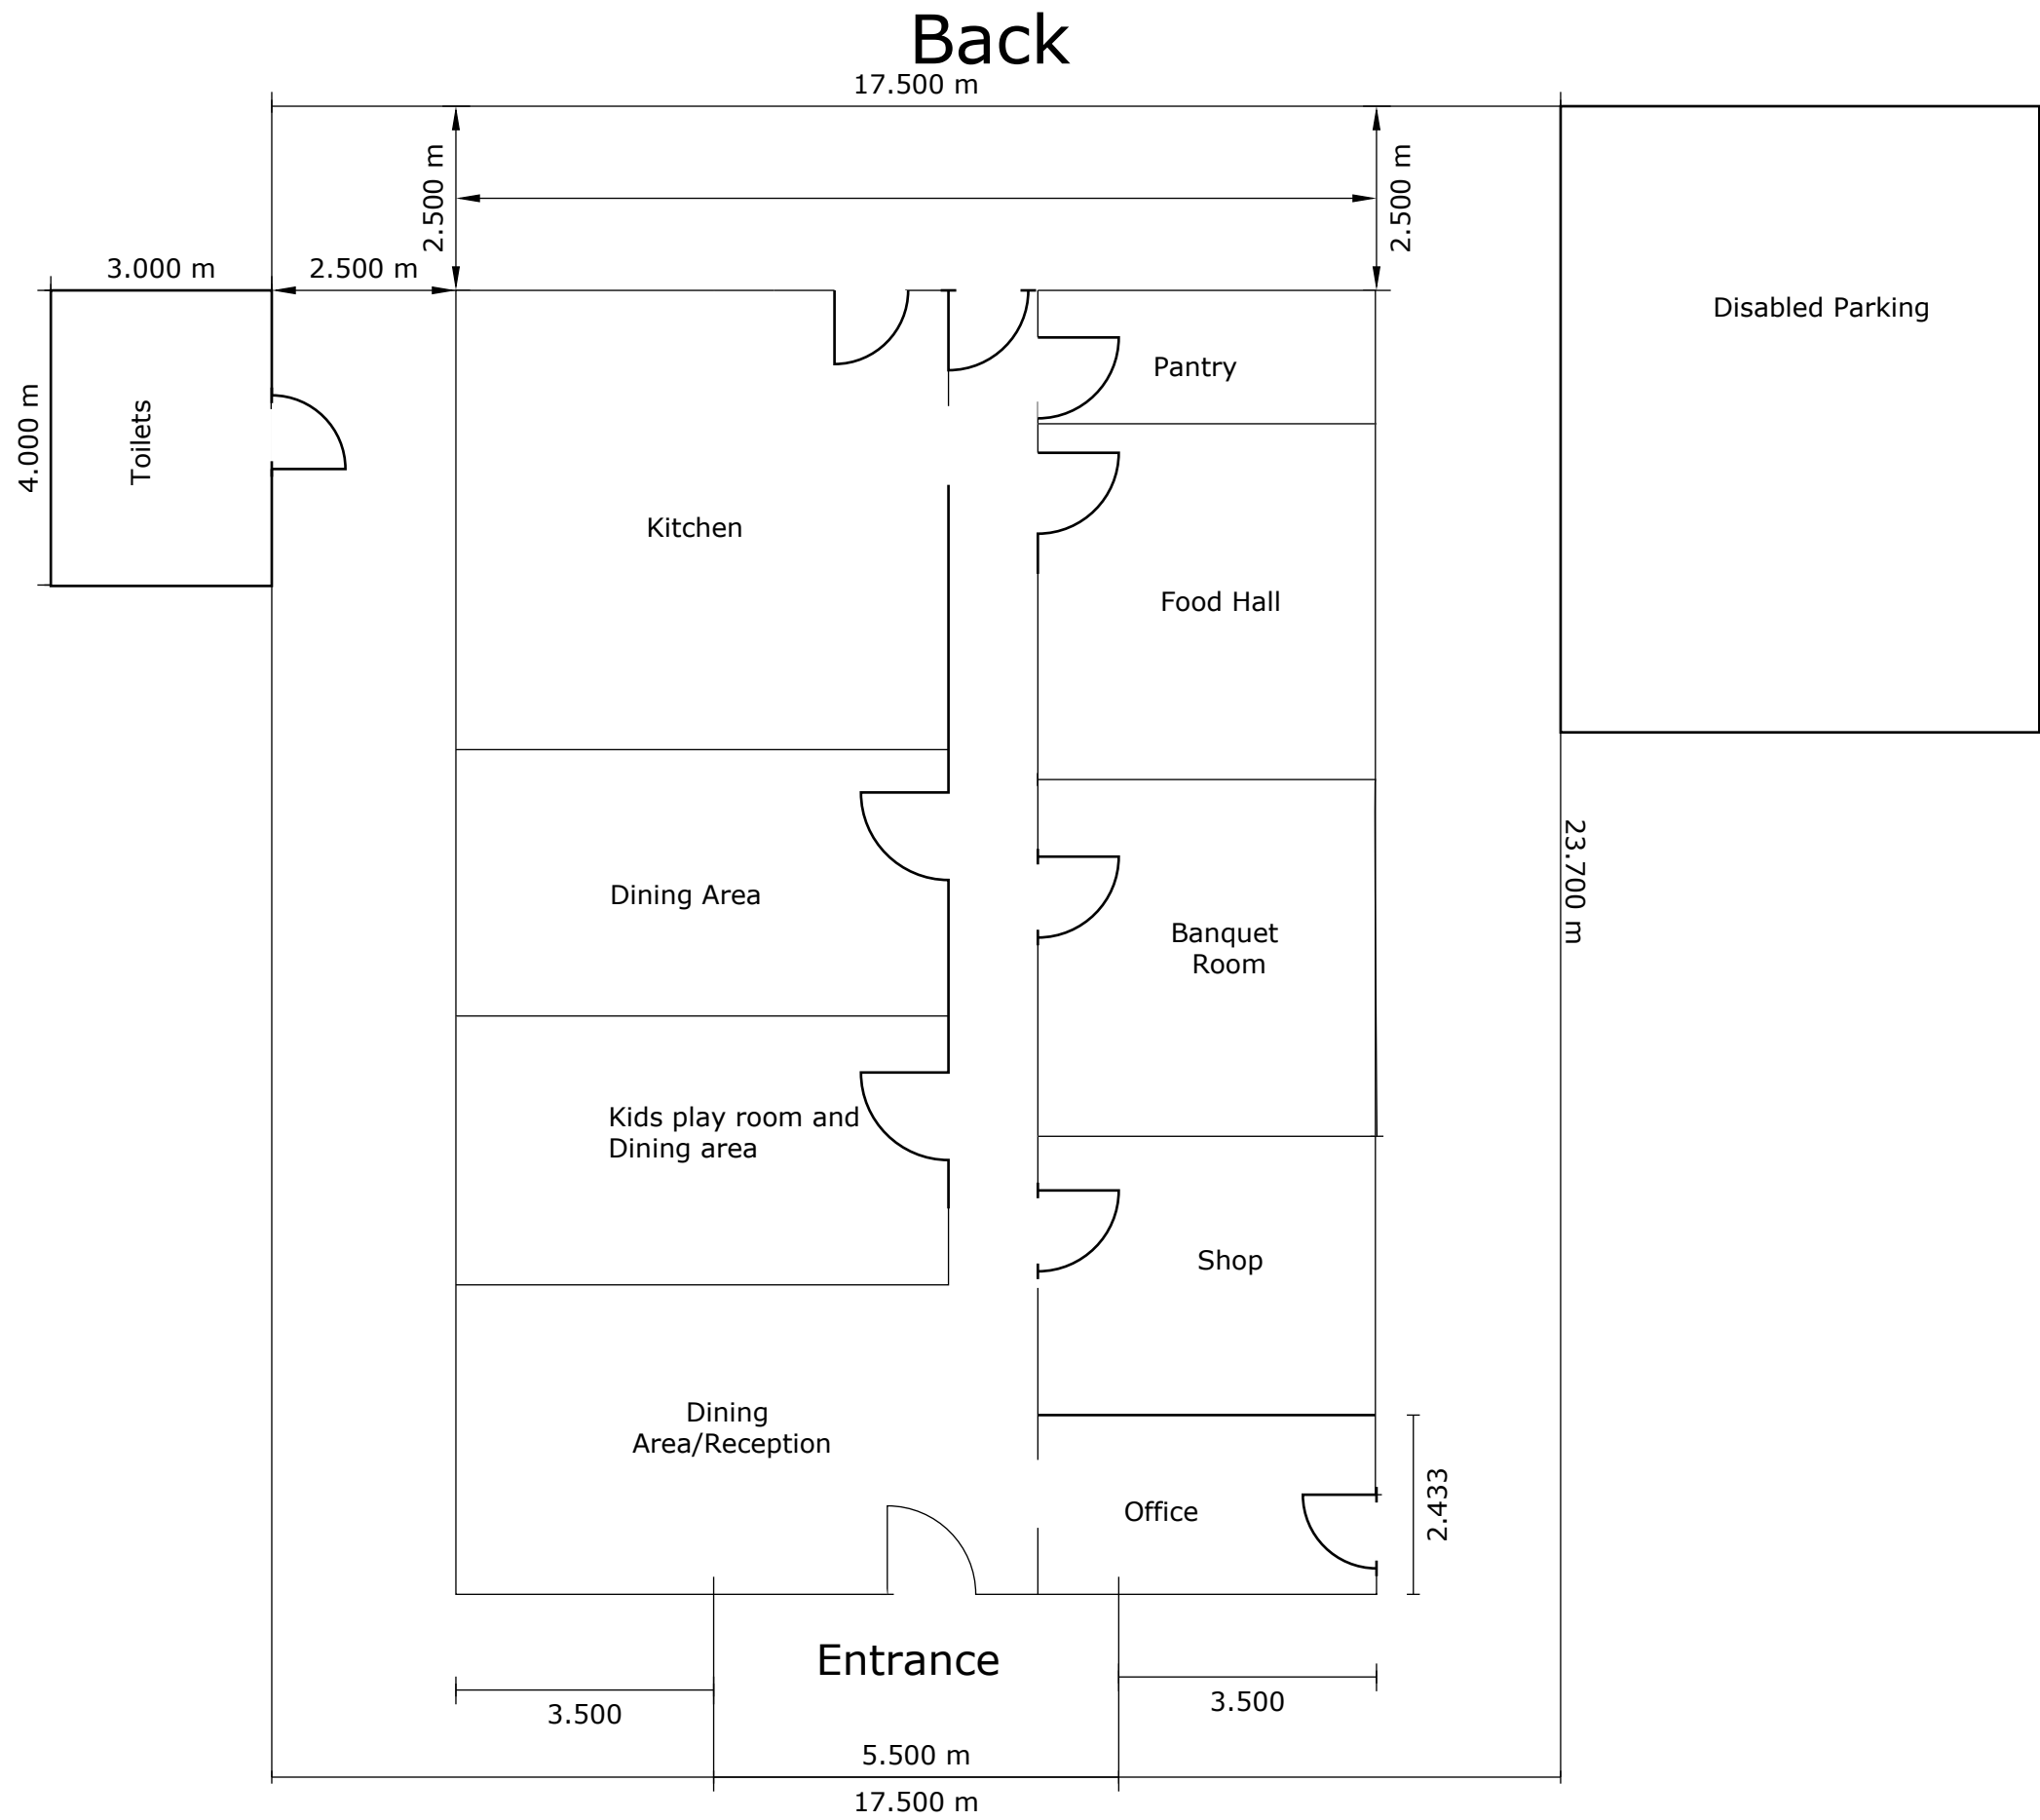 Back
17.500 m
2.500 m
2.500 m
3.000 m
2.500 m
Disabled Parking
Pantry
4.000 m
Toilets
Kitchen
Food Hall
23.700 m
Dining Area
Banquet
Room
Kids play room and
Dining area
Shop
Dining
Area/Reception
Office
2.433
Entrance
3.500
3.500
5.500 m
17.500 m